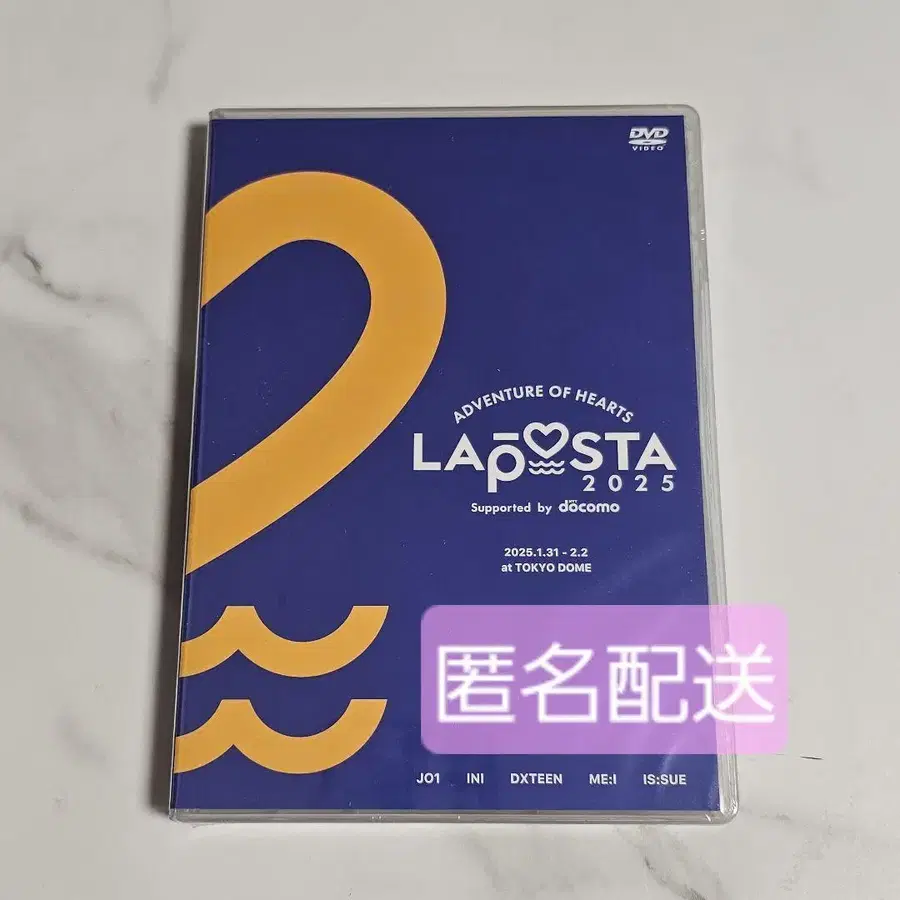 DVD
VIDEO
ADVENTURE OF HEARTS
LAPOSTA
2025
Supported by NTT docomo
2025.1.31 - 2.2
at TOKYO DOME
匿名配送
JO1 INI DXTEEN ME:I IS:SUE